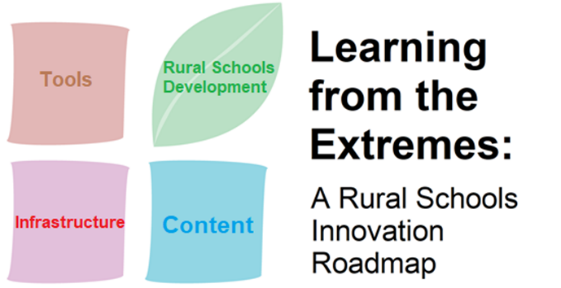 Tools
Rural Schools
Development
Infrastructure
Content
Learning
from the
Extremes:
A Rural Schools
Innovation
Roadmap